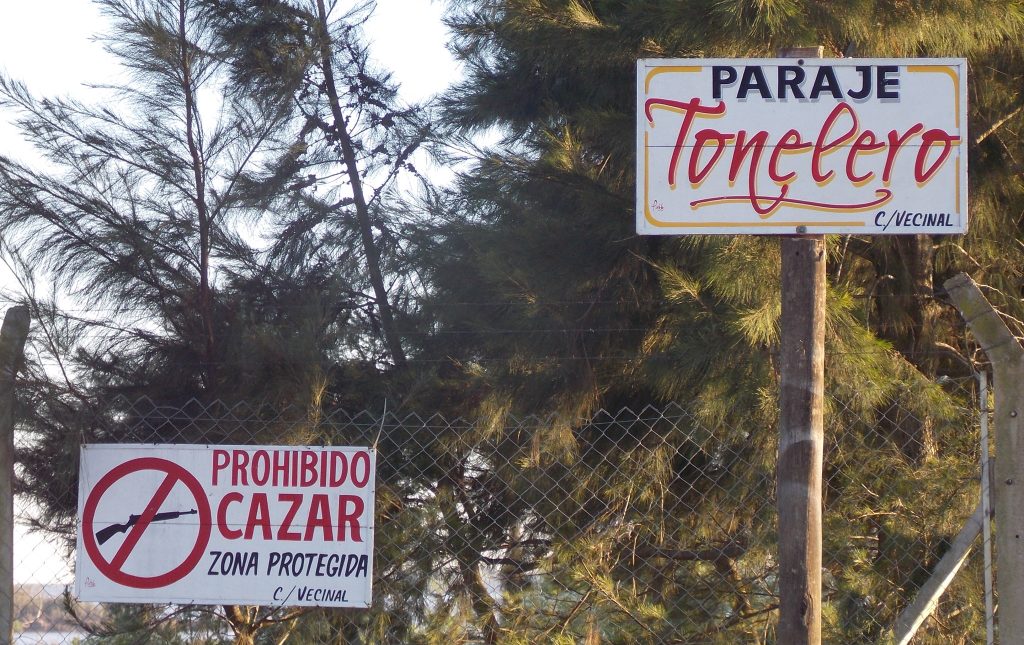 PARAJE
Tonelero
C/VECINAL
PROHIBIDO
CAZAR
ZONA PROTEGIDA
C/VECINAL